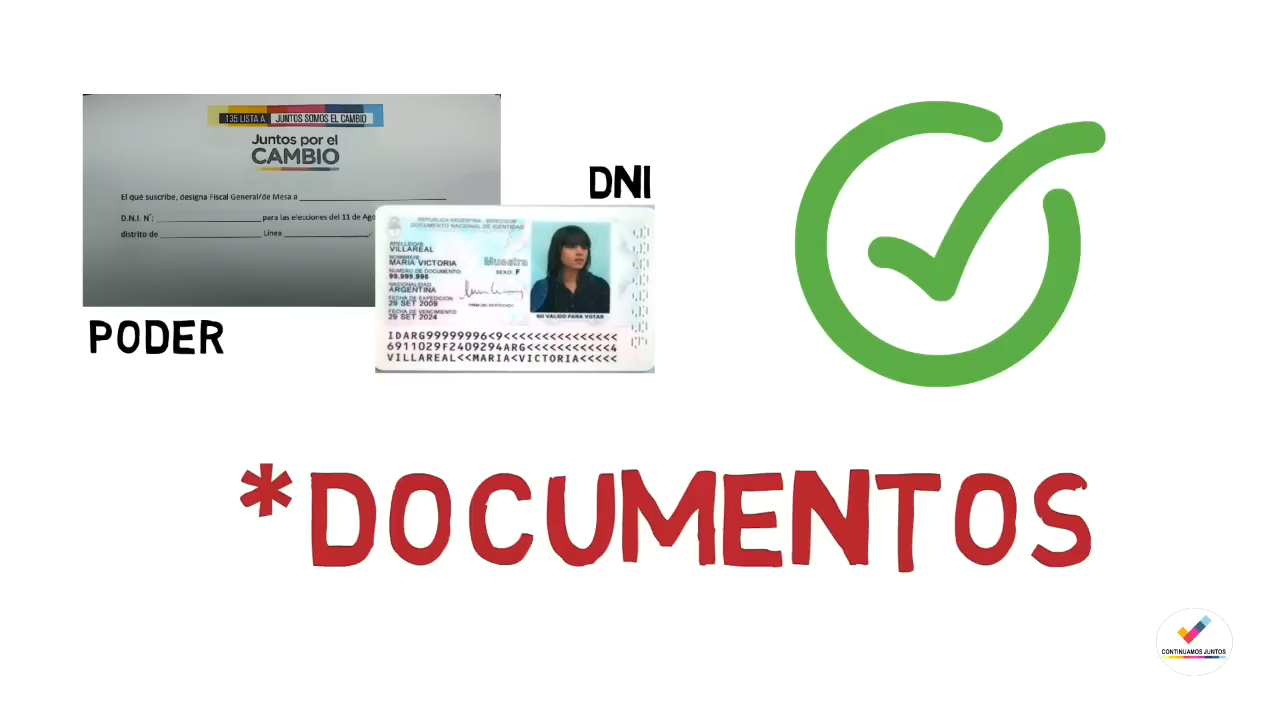 135 LISTA A JUNTOS SOMOS EL CAMBIO
Juntos por el
CAMBIO
El que suscribe, designa Fiscal General/de Mesa a
D.N.I. N°: para las elecciones del 11 de Ago
distrito de Línea
PODER
DNI
REPUBLICA ARGENTINA - MERCOSUR
DOCUMENTO NACIONAL DE IDENTIDAD
APELLIDO/S
VILLAREAL
NOMBRE/S
MARIA VICTORIA
Muestra
NUMERO DE DOCUMENTO
99.999.996
SEXO: F
NACIONALIDAD
ARGENTINA
FECHA DE EXPEDICION
29 SET 2009
FECHA DE VENCIMIENTO
29 SET 2024
NO VALIDO PARA VOTAR
IDARG99999996<9<<<<<<<<<<<<<<<
6911029F2409294ARG<<<<<<<<<<<4
VILLAREAL<<MARIA<VICTORIA<<<<<
*DOCUMENTOS
CONTINUAMOS JUNTOS